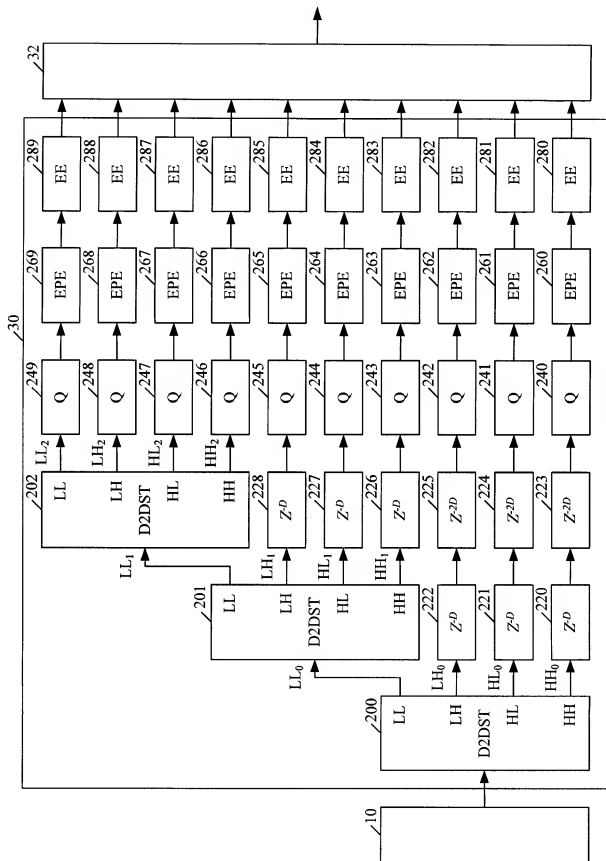 32
30
249 269 289
LL₂ Q EPE EE
202 248 268 288
LL LH₂ Q EPE EE
LH 247 267 287
D2DST HL₂ Q EPE EE
HL 246 266 286
HH HH₂ Q EPE EE
LL₁ 228 245 265 285
201 LL LH₁ Z⁻ᴰ Q EPE EE
LH 227 244 264 284
D2DST HL₁ Z⁻ᴰ Q EPE EE
HL 226 243 263 283
HH HH₁ Z⁻ᴰ Q EPE EE
LL₀ 222 225 242 262 282
200 LL LH₀ Z⁻ᴰ Z⁻²ᴰ Q EPE EE
LH 221 224 241 261 281
D2DST HL₀ Z⁻ᴰ Z⁻²ᴰ Q EPE EE
HL 220 223 240 260 280
HH HH₀ Z⁻ᴰ Z⁻²ᴰ Q EPE EE
10